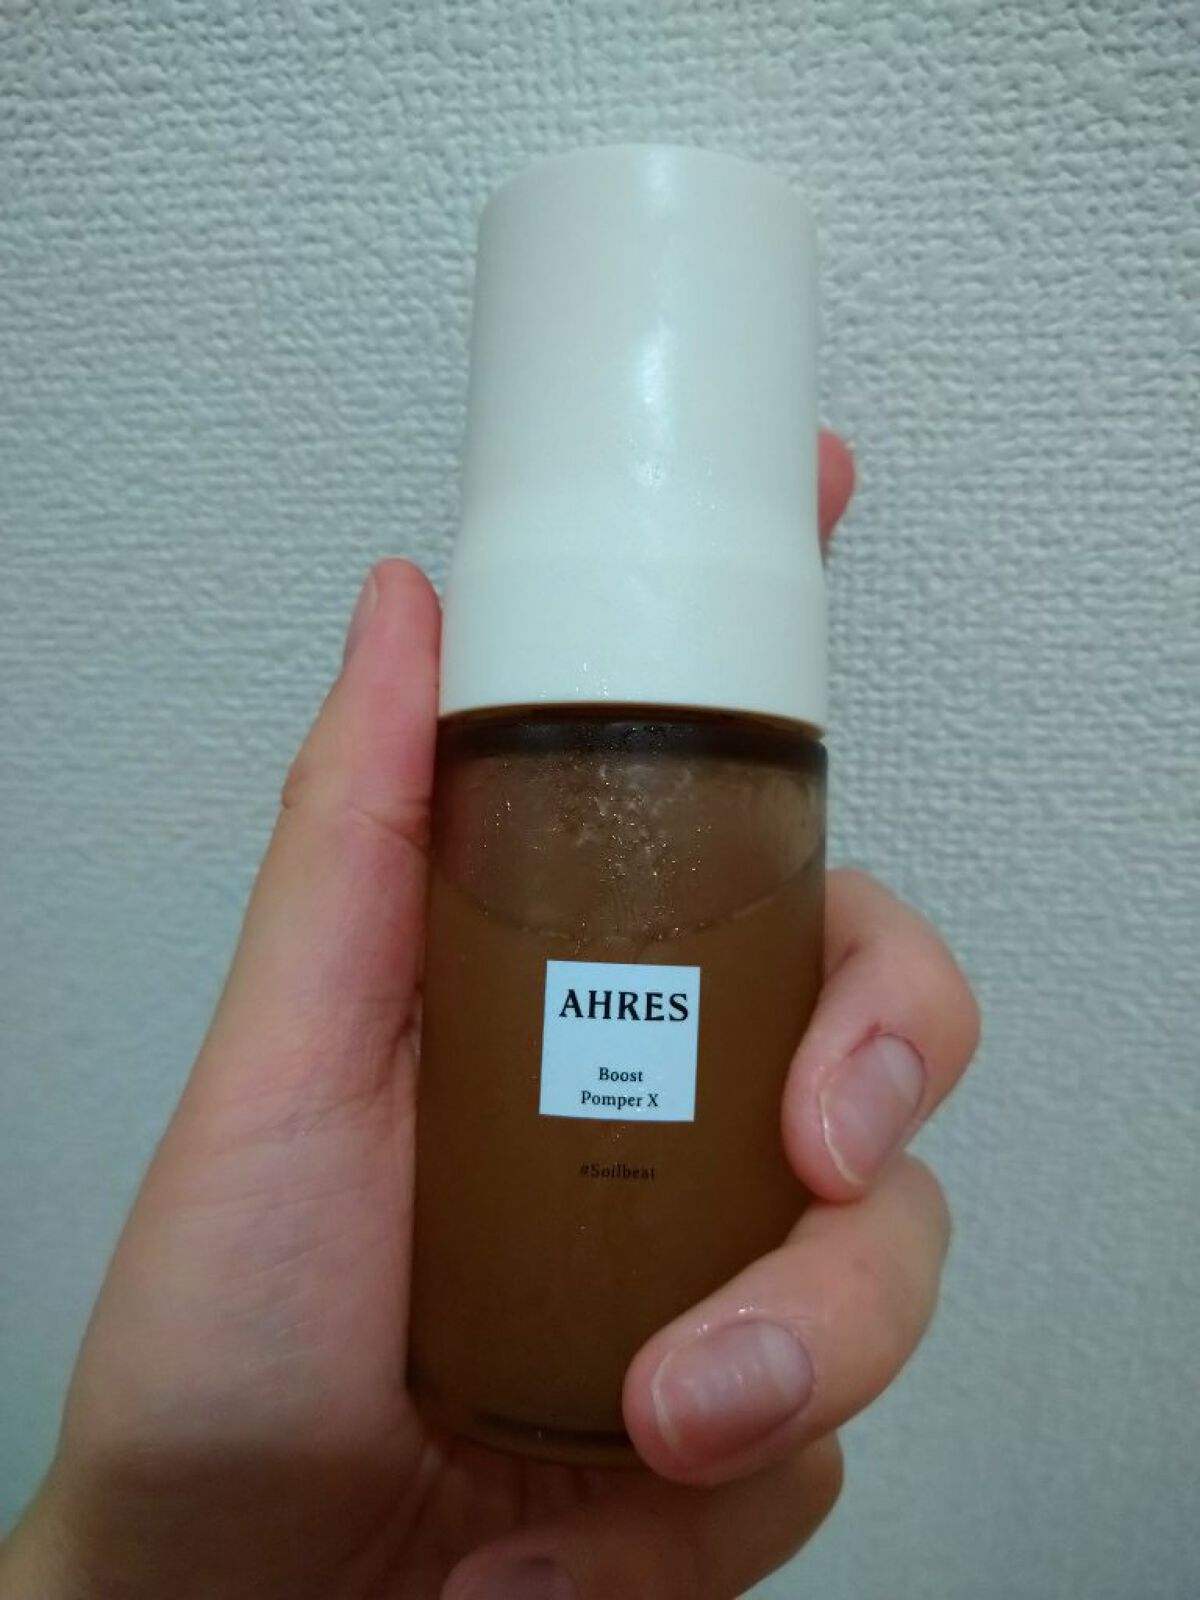 AHRES
Boost
Pomper X
#Soilbeat